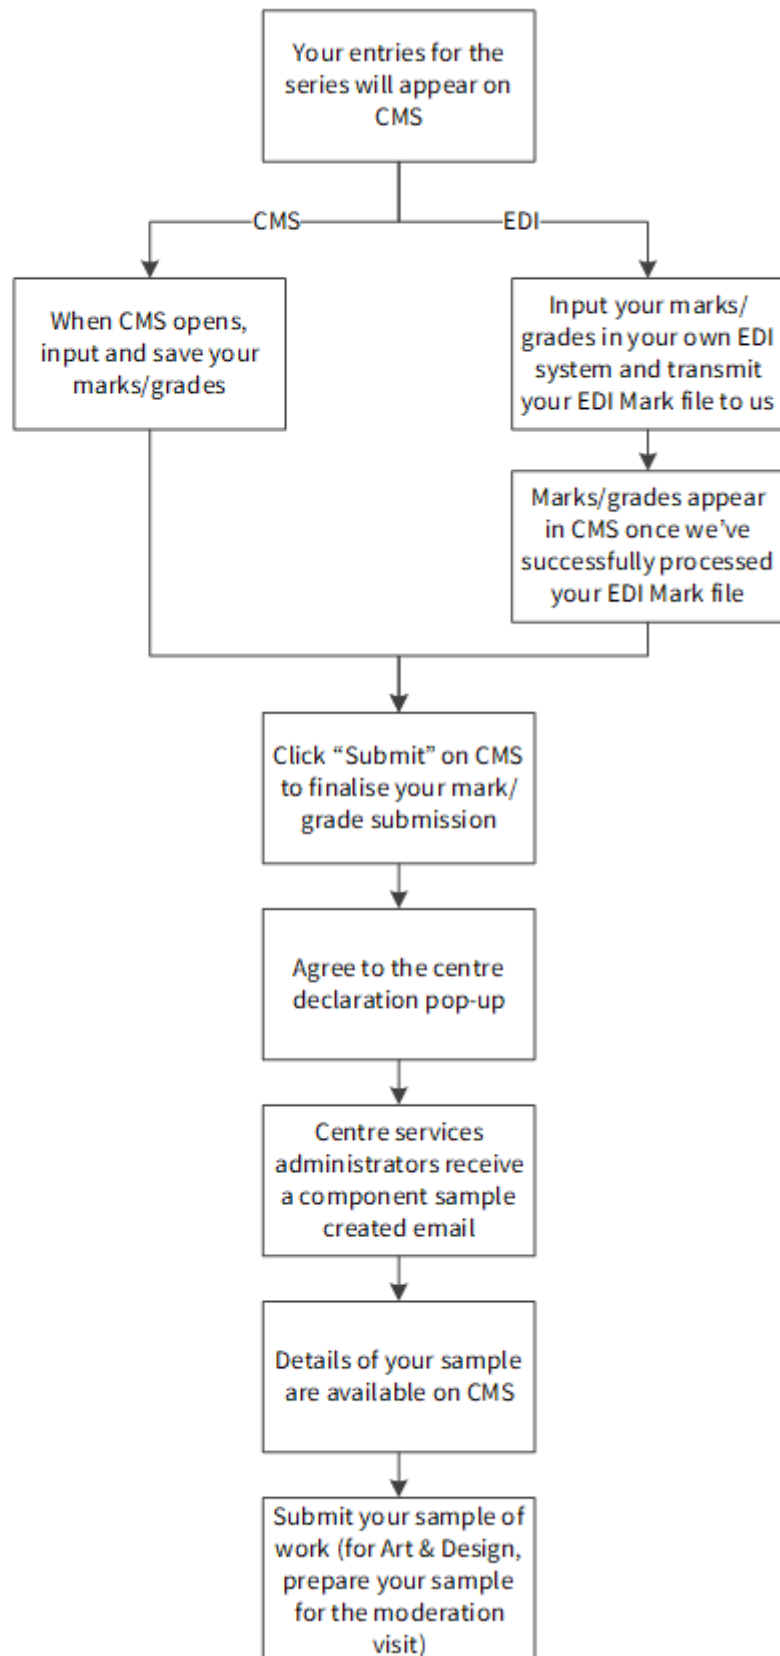 Your entries for the
series will appear on
CMS
CMS
EDI
When CMS opens,
input and save your
marks/grades
Input your marks/
grades in your own EDI
system and transmit
your EDI Mark file to us
Marks/grades appear
in CMS once we’ve
successfully processed
your EDI Mark file
Click “Submit” on CMS
to finalise your mark/
grade submission
Agree to the centre
declaration pop-up
Centre services
administrators receive
a component sample
created email
Details of your sample
are available on CMS
Submit your sample of
work (for Art & Design,
prepare your sample
for the moderation
visit)